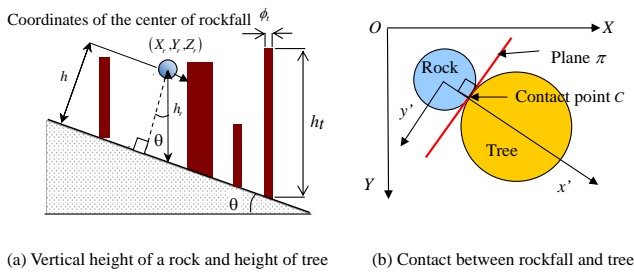 Coordinates of the center of rockfall ϕt
(Xr,Yr,Zr)
h
hr
ht
θ
θ
O X
Plane π
Rock
Contact point C
y’
Tree
Y
x’
(a) Vertical height of a rock and height of tree
(b) Contact between rockfall and tree